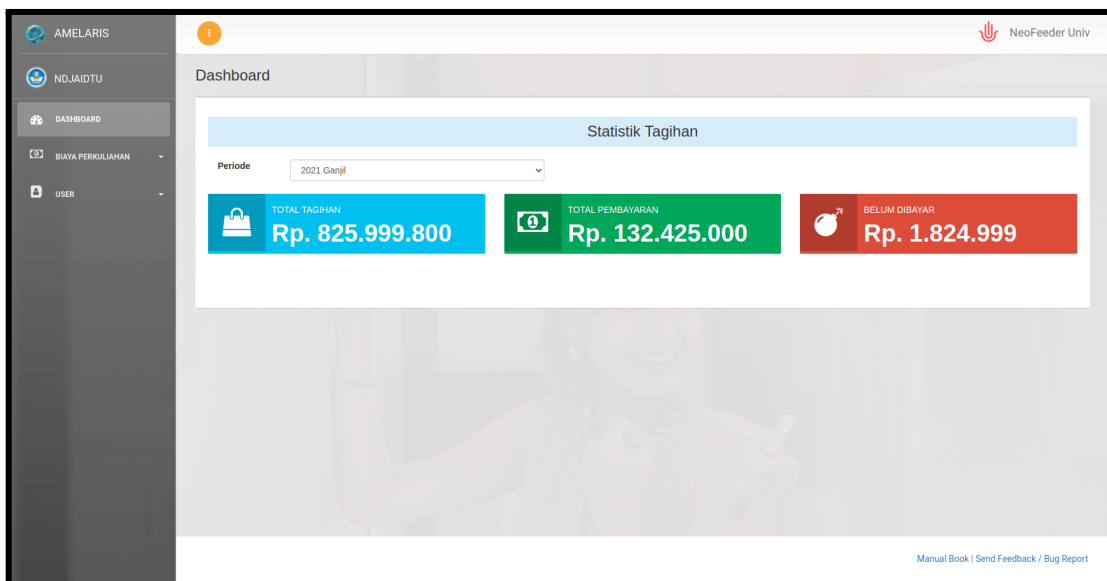 AMELARIS
NeoFeeder Univ
NDJAIDTU
Dashboard
DASHBOARD
BIAYA PERKULIAHAN
USER
Statistik Tagihan
Periode
2021 Ganjil
TOTAL TAGIHAN
Rp. 825.999.800
TOTAL PEMBAYARAN
Rp. 132.425.000
BELUM DIBAYAR
Rp. 1.824.999
Manual Book | Send Feedback / Bug Report